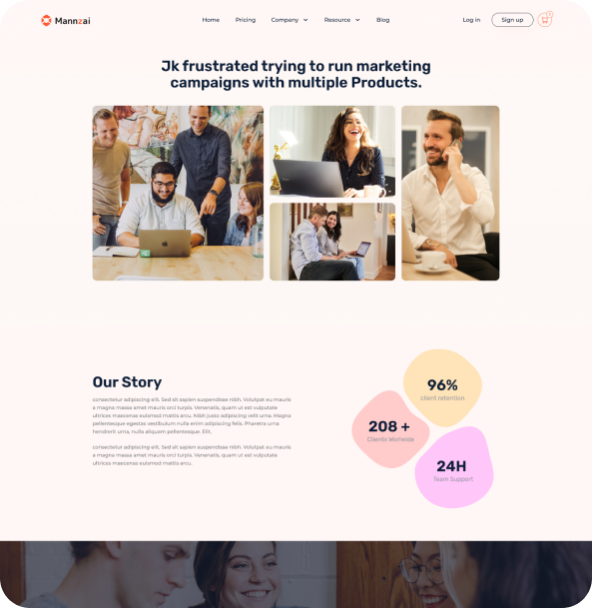 Mannzai
Home Pricing Company Resource Blog Log in Sign up
Jk frustrated trying to run marketing
campaigns with multiple Products.
Our Story
consectetur adipiscing elit. Sed sit sapien suspendisse nibh. Volutpat eu mauris
a magna massa amet mauris orci turpis. Venenatis, quam ut est vulputate
ultrices maecenas euismod mattis arcu. Nibh justo adipiscing velit urna. Magna
pellentesque egestas vestibulum nulla enim adipiscing felis. Pharetra urna
hendrerit urna, nulla aliquam pellentesque. Elit.
consectetur adipiscing elit. Sed sit sapien suspendisse nibh. Volutpat eu mauris
a magna massa amet mauris orci turpis. Venenatis, quam ut est vulputate
ultrices maecenas euismod mattis arcu.
96%
client retention
208 +
Clients
24H
Team Support